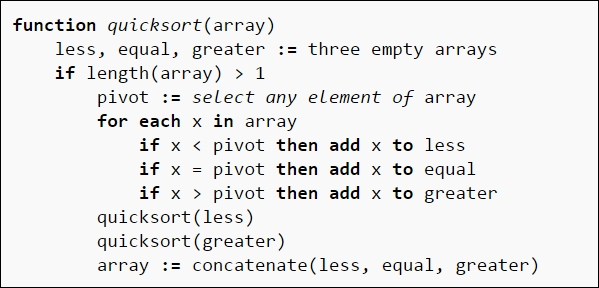 function quicksort(array)
    less, equal, greater := three empty arrays
    if length(array) > 1
        pivot := select any element of array
        for each x in array
            if x < pivot then add x to less
            if x = pivot then add x to equal
            if x > pivot then add x to greater
        quicksort(less)
        quicksort(greater)
        array := concatenate(less, equal, greater)